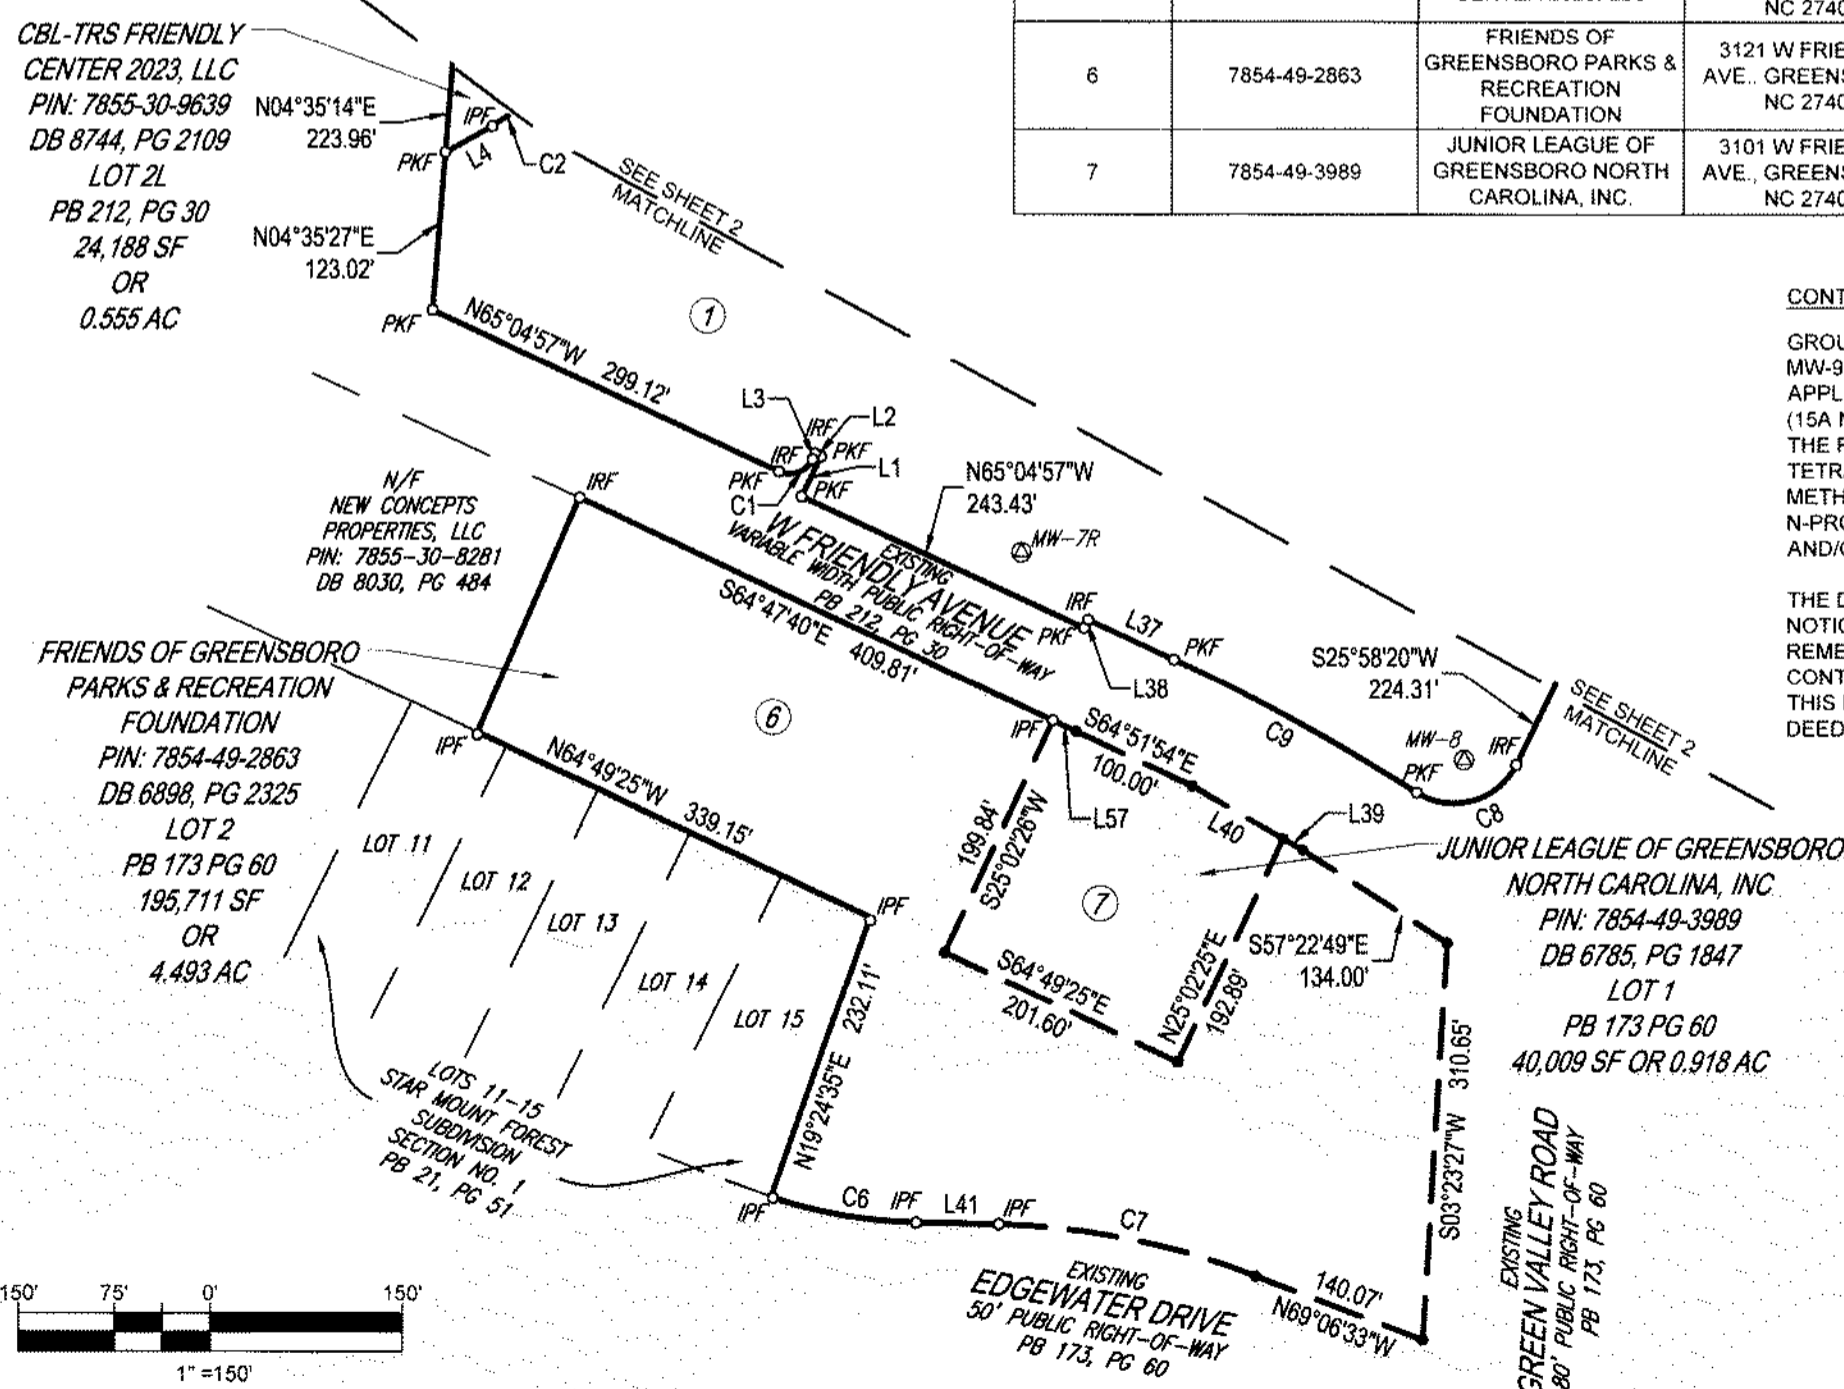 CBL-TRS FRIENDLY
CENTER 2023, LLC
PIN: 7855-30-9639
DB 8744, PG 2109
LOT 2L
PB 212, PG 30
24,188 SF
OR
0.555 AC
N04°35'14"E
223.96'
IPF
PKF
L4
C2
N04°35'27"E
123.02'
PKF
SEE SHEET 2
MATCHLINE
NC 2740
6
7854-49-2863
FRIENDS OF
GREENSBORO PARKS &
RECREATION
FOUNDATION
3121 W FRIE
AVE.. GREENS
NC 2740
7
7854-49-3989
JUNIOR LEAGUE OF
GREENSBORO NORTH
CAROLINA, INC.
3101 W FRIE
AVE., GREENS
NC 2740
1
N65°04'57"W 299.12'
L3
IRF
L2
IRF
PKF
PKF
L1
C1
PKF
N65°04'57"W
243.43'
MW-7R
CONT
GROU
MW-9
APPL
(15A N
THE P
TETR
METH
N-PRO
AND/O
THE D
NOTIC
REME
CONT
THIS
DEED
N/F
NEW CONCEPTS
PROPERTIES, LLC
PIN: 7855-30-8281
DB 8030, PG 484
IRF
EXISTING
W FRIENDLY AVENUE
VARIABLE WIDTH PUBLIC RIGHT-OF-WAY
PB 212, PG 30
S64°47'40"E 409.81'
IRF
L37
PKF
PKF
L38
S25°58'20"W
224.31'
SEE SHEET 2
MATCHLINE
FRIENDS OF GREENSBORO
PARKS & RECREATION
FOUNDATION
PIN: 7854-49-2863
DB 6898, PG 2325
LOT 2
PB 173 PG 60
195,711 SF
OR
4.493 AC
IPF
6
N64°49'25"W 339.15'
IPF
S64°51'54"E
100.00'
C9
MW-8
IRF
PKF
C8
L57
L40
L39
199.84'
S25°02'26"W
7
JUNIOR LEAGUE OF GREENSBORO
NORTH CAROLINA, INC
PIN: 7854-49-3989
DB 6785, PG 1847
LOT 1
PB 173 PG 60
40,009 SF OR 0.918 AC
LOT 11
LOT 12
LOT 13
LOT 14
LOT 15
IPF
S64°49'25"E
201.60'
N25°02'25"E
192.89'
S57°22'49"E
134.00'
N19°24'35"E 232.11'
S03°23'27"W 310.65'
LOTS 11-15
STAR MOUNT FOREST
SUBDIVISION
SECTION NO. 1
PB 21, PG 51
IPF
C6
IPF
L41
IPF
C7
EXISTING
EDGEWATER DRIVE
50' PUBLIC RIGHT-OF-WAY
PB 173, PG 60
140.07'
N69°06'33"W
EXISTING
GREEN VALLEY ROAD
80' PUBLIC RIGHT-OF-WAY
PB 173, PG 60
150' 75' 0' 150'
1" =150'